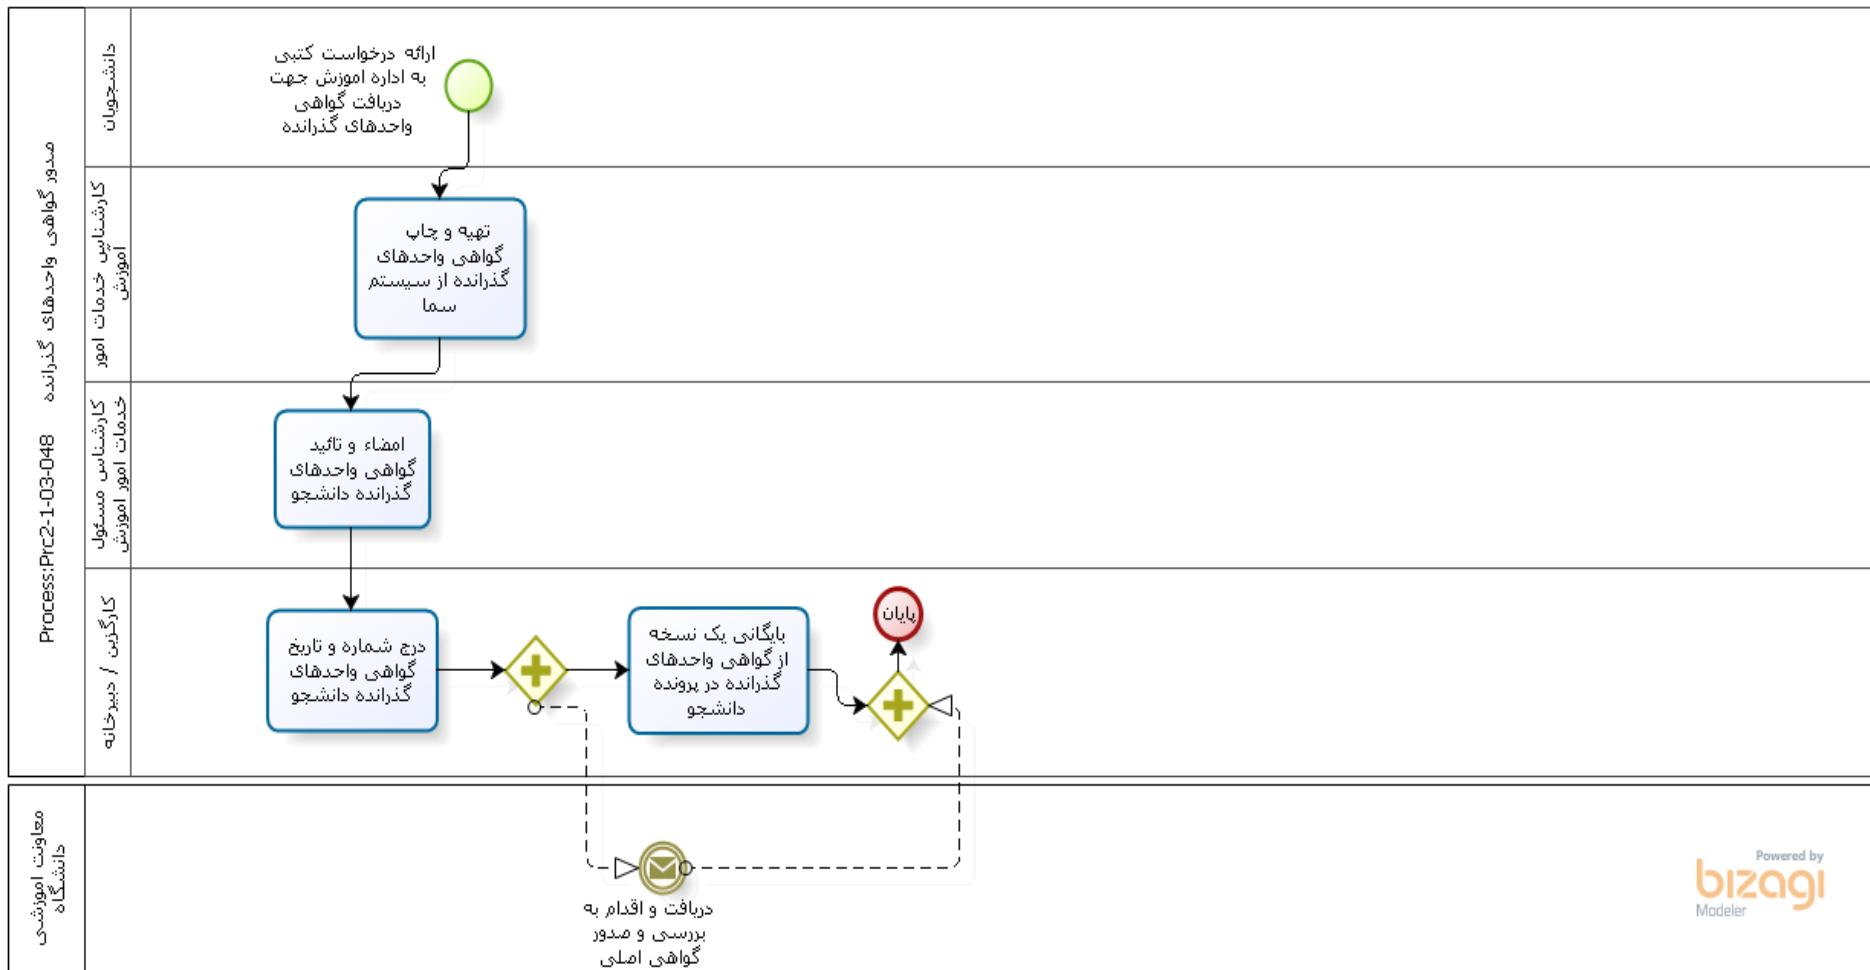 صدور گواهی واحدهای گذرانده
Process:Prc2-1-03-048
دانشجویان
ارائه درخواست کتبی
به اداره اموزش جهت
دریافت گواهی
واحدهای گذرانده
کارشناس خدمات امور
آموزش
تهیه و چاپ
گواهی واحدهای
گذرانده از سیستم
سما
کارشناس مسئول
خدمات امور اموزش
امضاء و تائید
گواهی واحدهای
گذرانده دانشجو
کارگزین / دبیرخانه
درج شماره و تاریخ
گواهی واحدهای
گذرانده دانشجو
بایگانی یک نسخه
از گواهی واحدهای
گذرانده در پرونده
دانشجو
پایان
معاونت اموزشی
دانشگاه
دریافت و اقدام به
بررسی و صدور
گواهی اصلی
Powered by
bizagi
Modeler